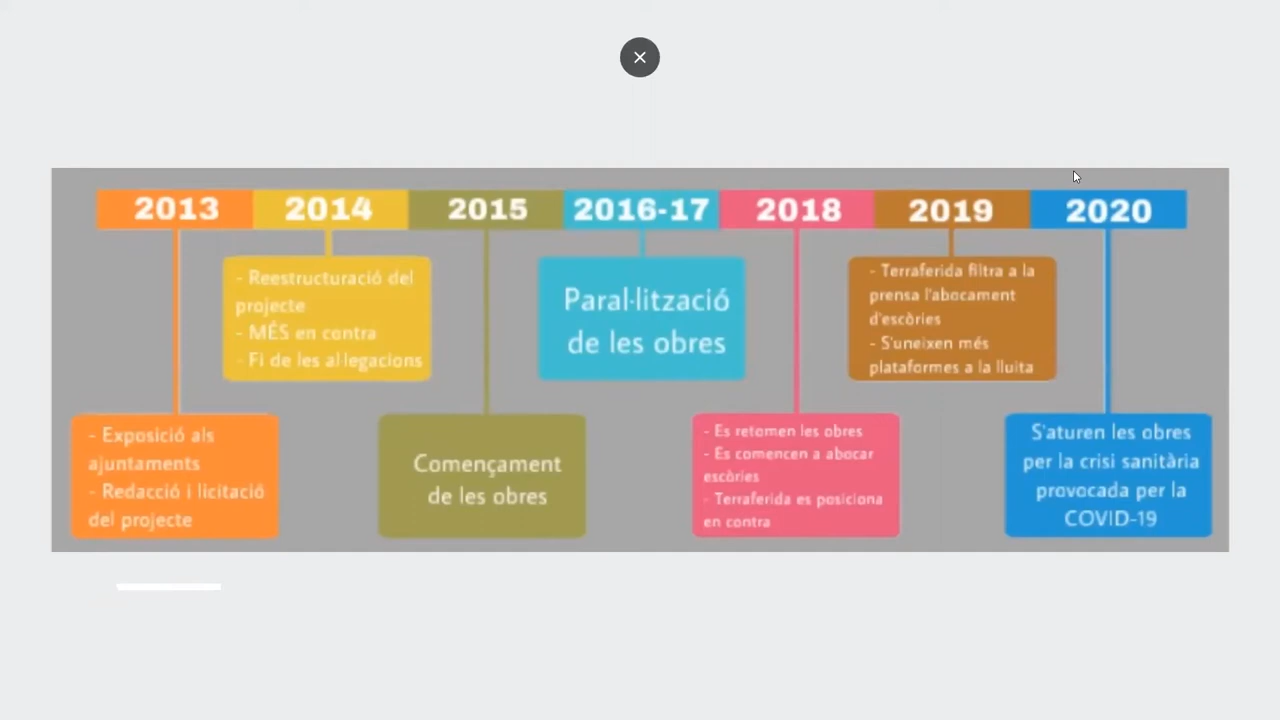 2013
2014
2015
2016-17
2018
2019
2020
- Exposició als
ajuntaments
- Redacció i licitació
del projecte
- Reestructuració del
projecte
- MÉS en contra
- Fi de les al·legacions
Començament
de les obres
Paral·lització
de les obres
- Es retomen les obres
- Es comencen a abocar
escòries
- Terraferida es posiciona
en contra
- Terraferida filtra a la
prensa l'abocament
d'escòries
- S'uneixen més
plataformes a la lluita
S'aturen les obres
per la crisi sanitària
provocada per la
COVID-19